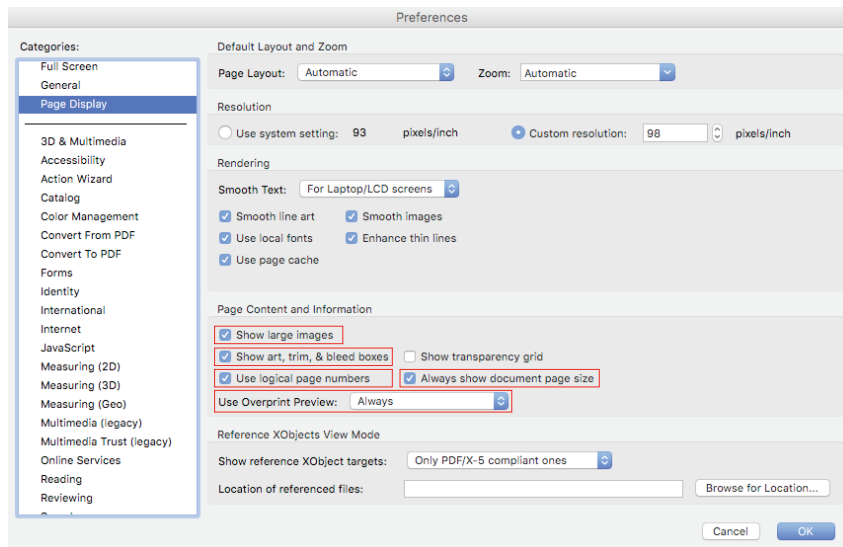 Preferences
Categories:
Full Screen
General
Page Display
3D & Multimedia
Accessibility
Action Wizard
Catalog
Color Management
Convert From PDF
Convert To PDF
Forms
Identity
International
Internet
JavaScript
Measuring (2D)
Measuring (3D)
Measuring (Geo)
Multimedia (legacy)
Multimedia Trust (legacy)
Online Services
Reading
Reviewing
Default Layout and Zoom
Page Layout: Automatic Zoom: Automatic
Resolution
Use system setting: 93 pixels/inch Custom resolution: 98 pixels/inch
Rendering
Smooth Text: For Laptop/LCD screens
Smooth line art Smooth images
Use local fonts Enhance thin lines
Use page cache
Page Content and Information
Show large images
Show art, trim, & bleed boxes Show transparency grid
Use logical page numbers Always show document page size
Use Overprint Preview: Always
Reference XObjects View Mode
Show reference XObject targets: Only PDF/X-5 compliant ones
Location of referenced files: Browse for Location...
Cancel OK